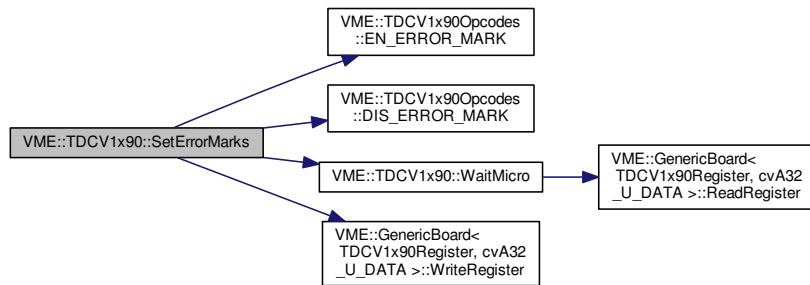 VME::TDCV1x90Opcodes
::EN_ERROR_MARK
VME::TDCV1x90Opcodes
::DIS_ERROR_MARK
VME::TDCV1x90::SetErrorMarks
VME::TDCV1x90::WaitMicro
VME::GenericBoard<
TDCV1x90Register, cvA32
_U_DATA >::ReadRegister
VME::GenericBoard<
TDCV1x90Register, cvA32
_U_DATA >::WriteRegister